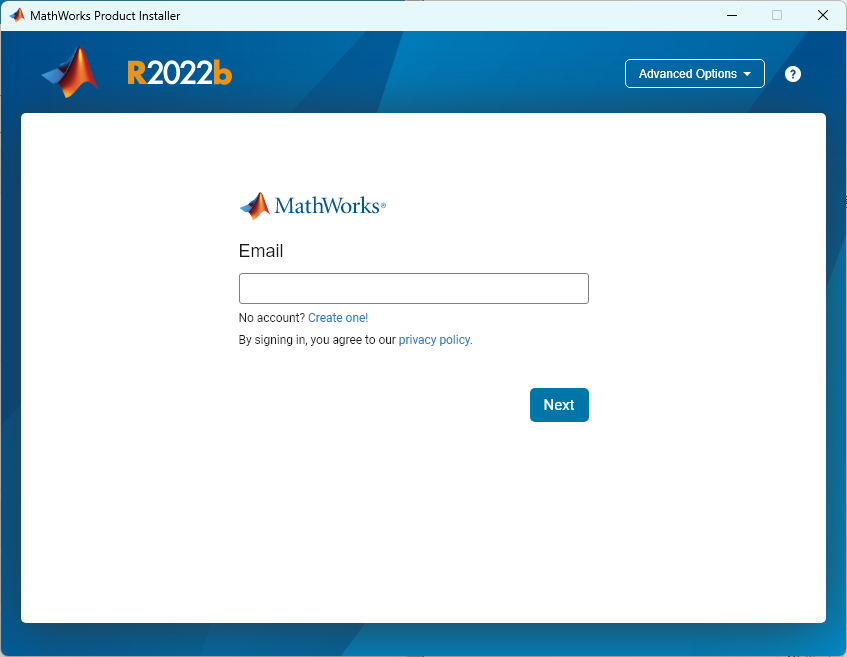 MathWorks Product Installer
R2022b
Advanced Options
?
MathWorks®
Email
No account? Create one!
By signing in, you agree to our privacy policy.
Next